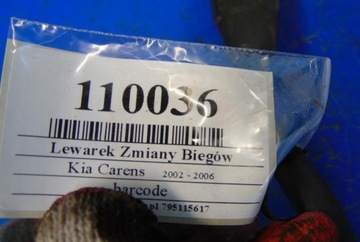 110036
Lewarek Zmiany Biegów
Kia Carens 2002 - 2006
barcode
795115617